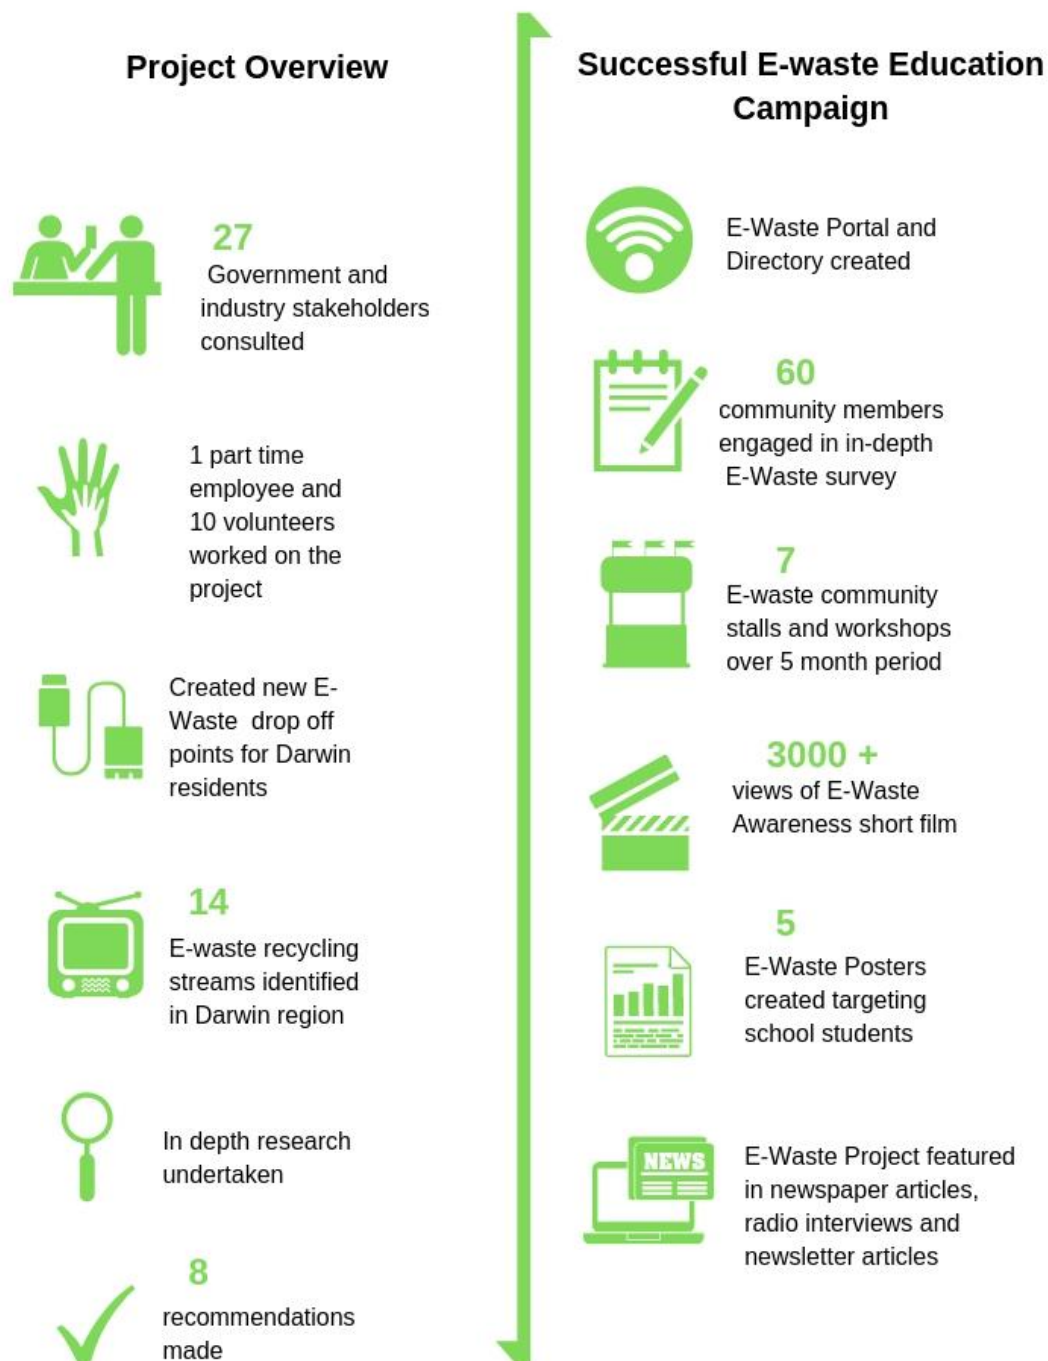 Project Overview
27
Government and
industry stakeholders
consulted
1 part time
employee and
10 volunteers
worked on the
project
Created new E-
Waste drop off
points for Darwin
residents
14
E-waste recycling
streams identified
in Darwin region
In depth research
undertaken
8
recommendations
made
Successful E-waste Education
Campaign
E-Waste Portal and
Directory created
60
community members
engaged in in-depth
E-Waste survey
7
E-waste community
stalls and workshops
over 5 month period
3000 +
views of E-Waste
Awareness short film
5
E-Waste Posters
created targeting
school students
NEWS
E-Waste Project featured
in newspaper articles,
radio interviews and
newsletter articles